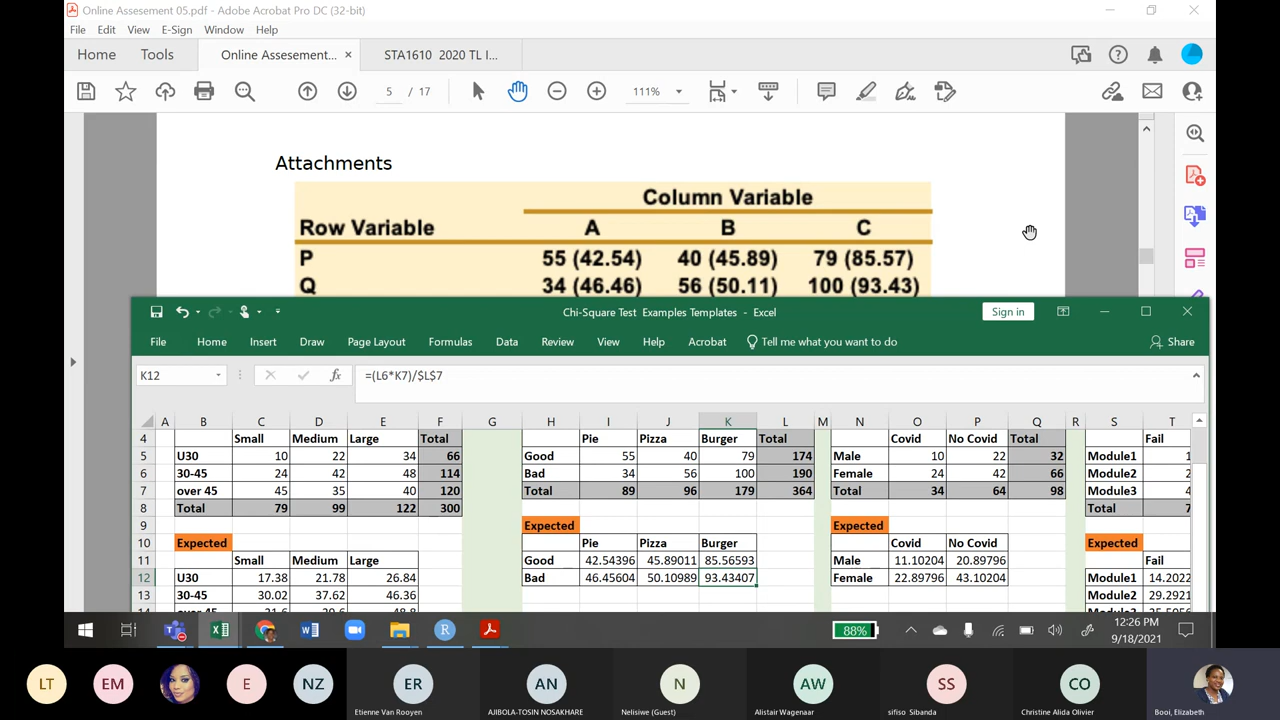 Online Assesement 05.pdf - Adobe Acrobat Pro DC (32-bit)
File Edit View E-Sign Window Help
Home Tools Online Assesement... × STA1610 2020 TL I...
5 / 17 111%
Attachments
Column Variable
Row Variable A B C
P 55 (42.54) 40 (45.89) 79 (85.57)
Q 34 (46.46) 56 (50.11) 100 (93.43)
Chi-Square Test Examples Templates - Excel Sign in
File Home Insert Draw Page Layout Formulas Data Review View Help Acrobat Tell me what you want to do Share
K12 fx =(L6*K7)/$L$7
A B C D E F G H I J K L M N O P Q R S T
4 Small Medium Large Total Pie Pizza Burger Total Covid No Covid Total Fail
5 U30 10 22 34 66 Good 55 40 79 174 Male 10 22 32 Module1 1
6 30-45 24 42 48 114 Bad 34 56 100 190 Female 24 42 66 Module2 2
7 over 45 45 35 40 120 Total 89 96 179 364 Total 34 64 98 Module3 4
8 Total 79 99 122 300 Total 7
9 Expected Expected
10 Expected Pie Pizza Burger Covid No Covid Expected
11 Small Medium Large Good 42.54396 45.89011 85.56593 Male 11.10204 20.89796 Fail
12 U30 17.38 21.78 26.84 Bad 46.45604 50.10989 93.43407 Female 22.89796 43.10204 Module1 14.2022
13 30-45 30.02 37.62 46.36 Module2 29.2921
14
88% 12:26 PM
9/18/2021
LT EM E NZ ER AN N AW SS CO
Etienne Van Rooyen AJIBOLA-TOSIN NOSAKHARE Nelisiwe (Guest) Alistair Wagenaar sifiso Sibanda Christine Alida Olivier Booi, Elizabeth